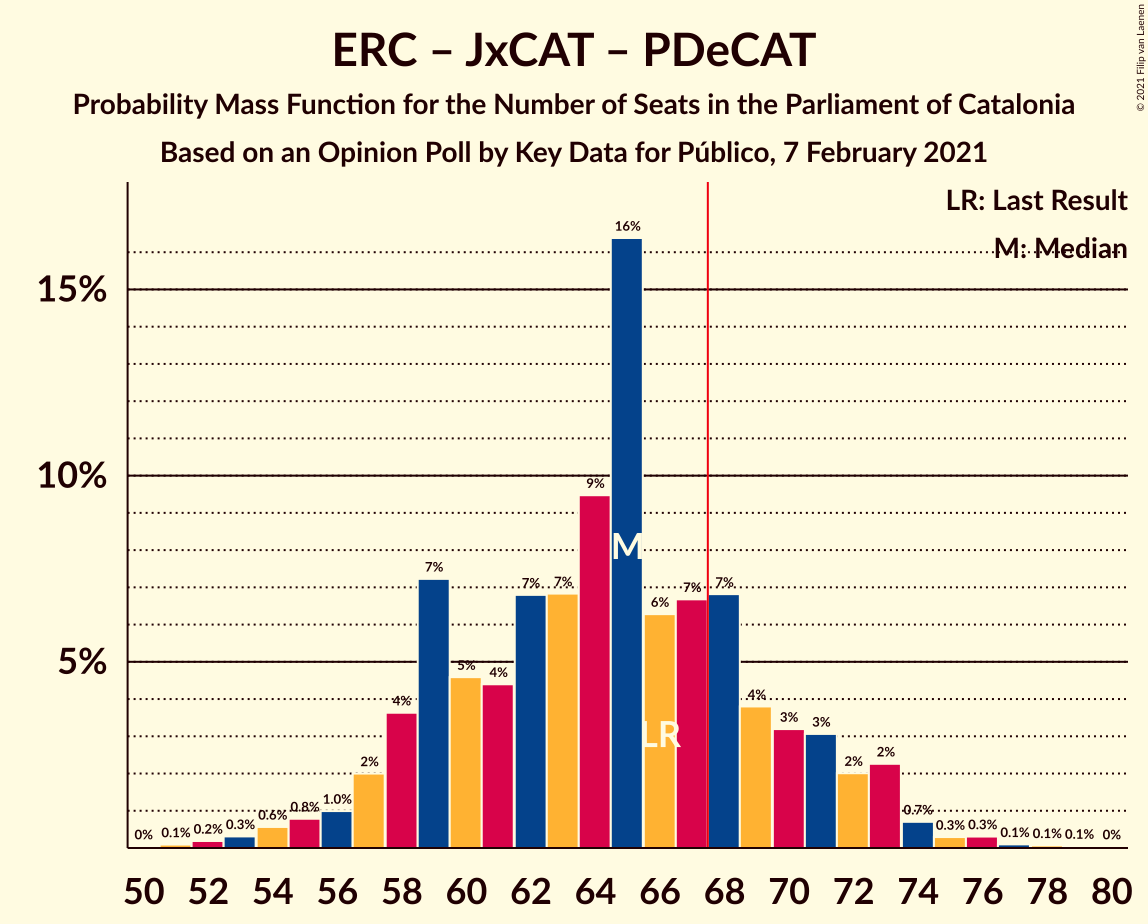 ERC – JxCAT – PDeCAT
Probability Mass Function for the Number of Seats in the Parliament of Catalonia
Based on an Opinion Poll by Key Data for Público, 7 February 2021
© 2021 Filip van Laenen
LR: Last Result
M: Median
15%
10%
5%
0% 0.1% 0.2% 0.3% 0.6% 0.8% 1.0% 2% 4% 7% 5% 4% 7% 7% 9% 16% 6% 7% 7% 4% 3% 3% 2% 2% 0.7% 0.3% 0.3% 0.1% 0.1% 0.1% 0%
M
LR
50 52 54 56 58 60 62 64 66 68 70 72 74 76 78 80